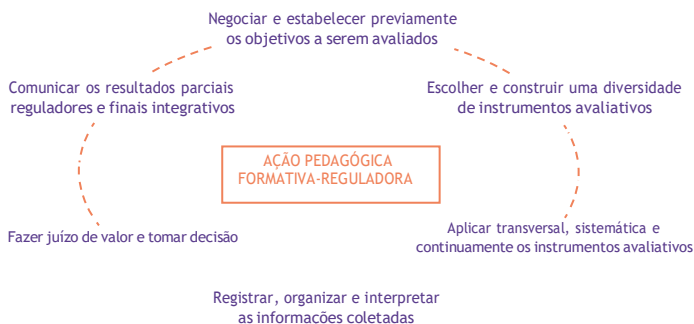 Negociar e estabelecer previamente
os objetivos a serem avaliados
Comunicar os resultados parciais
reguladores e finais integrativos
Escolher e construir uma diversidade
de instrumentos avaliativos
AÇÃO PEDAGÓGICA
FORMATIVA-REGULADORA
Fazer juízo de valor e tomar decisão
Aplicar transversal, sistemática e
continuamente os instrumentos avaliativos
Registrar, organizar e interpretar
as informações coletadas